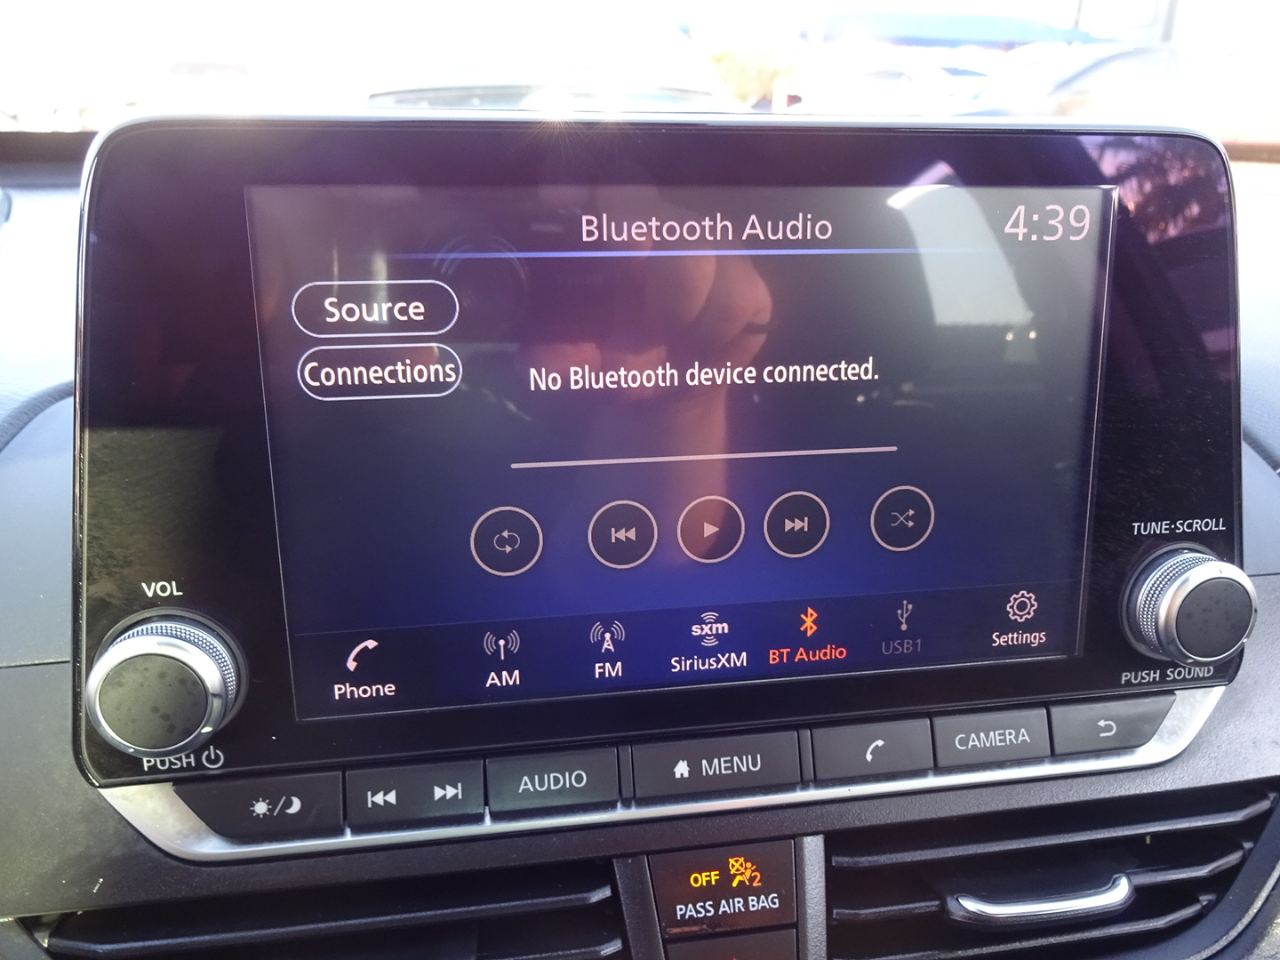 Bluetooth Audio
4:39
Source
Connections
No Bluetooth device connected.
TUNE·SCROLL
VOL
Phone
AM
FM
sxm
SiriusXM
BT Audio
USB1
Settings
PUSH SOUND
PUSH
AUDIO
MENU
CAMERA
OFF
2
PASS AIR BAG